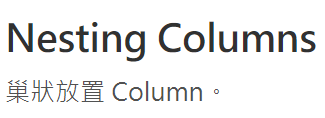 Nesting Columns
巢狀放置 Column。